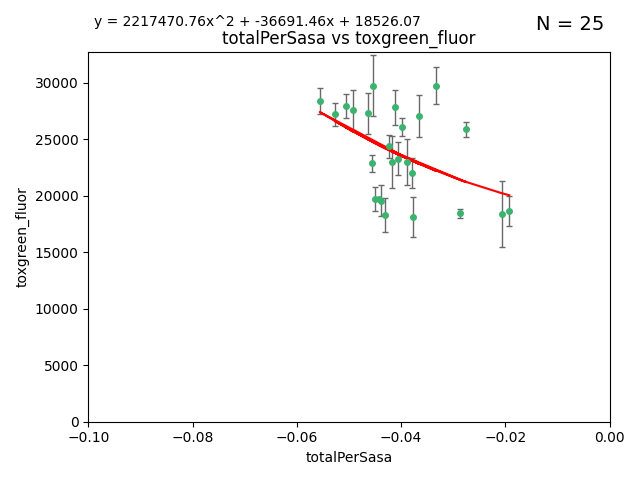 y = 2217470.76x^2 + -36691.46x + 18526.07
N = 25
totalPerSasa vs toxgreen_fluor
30000
25000
20000
15000
10000
5000
0
toxgreen_fluor
−0.10
−0.08
−0.06
−0.04
−0.02
0.00
totalPerSasa